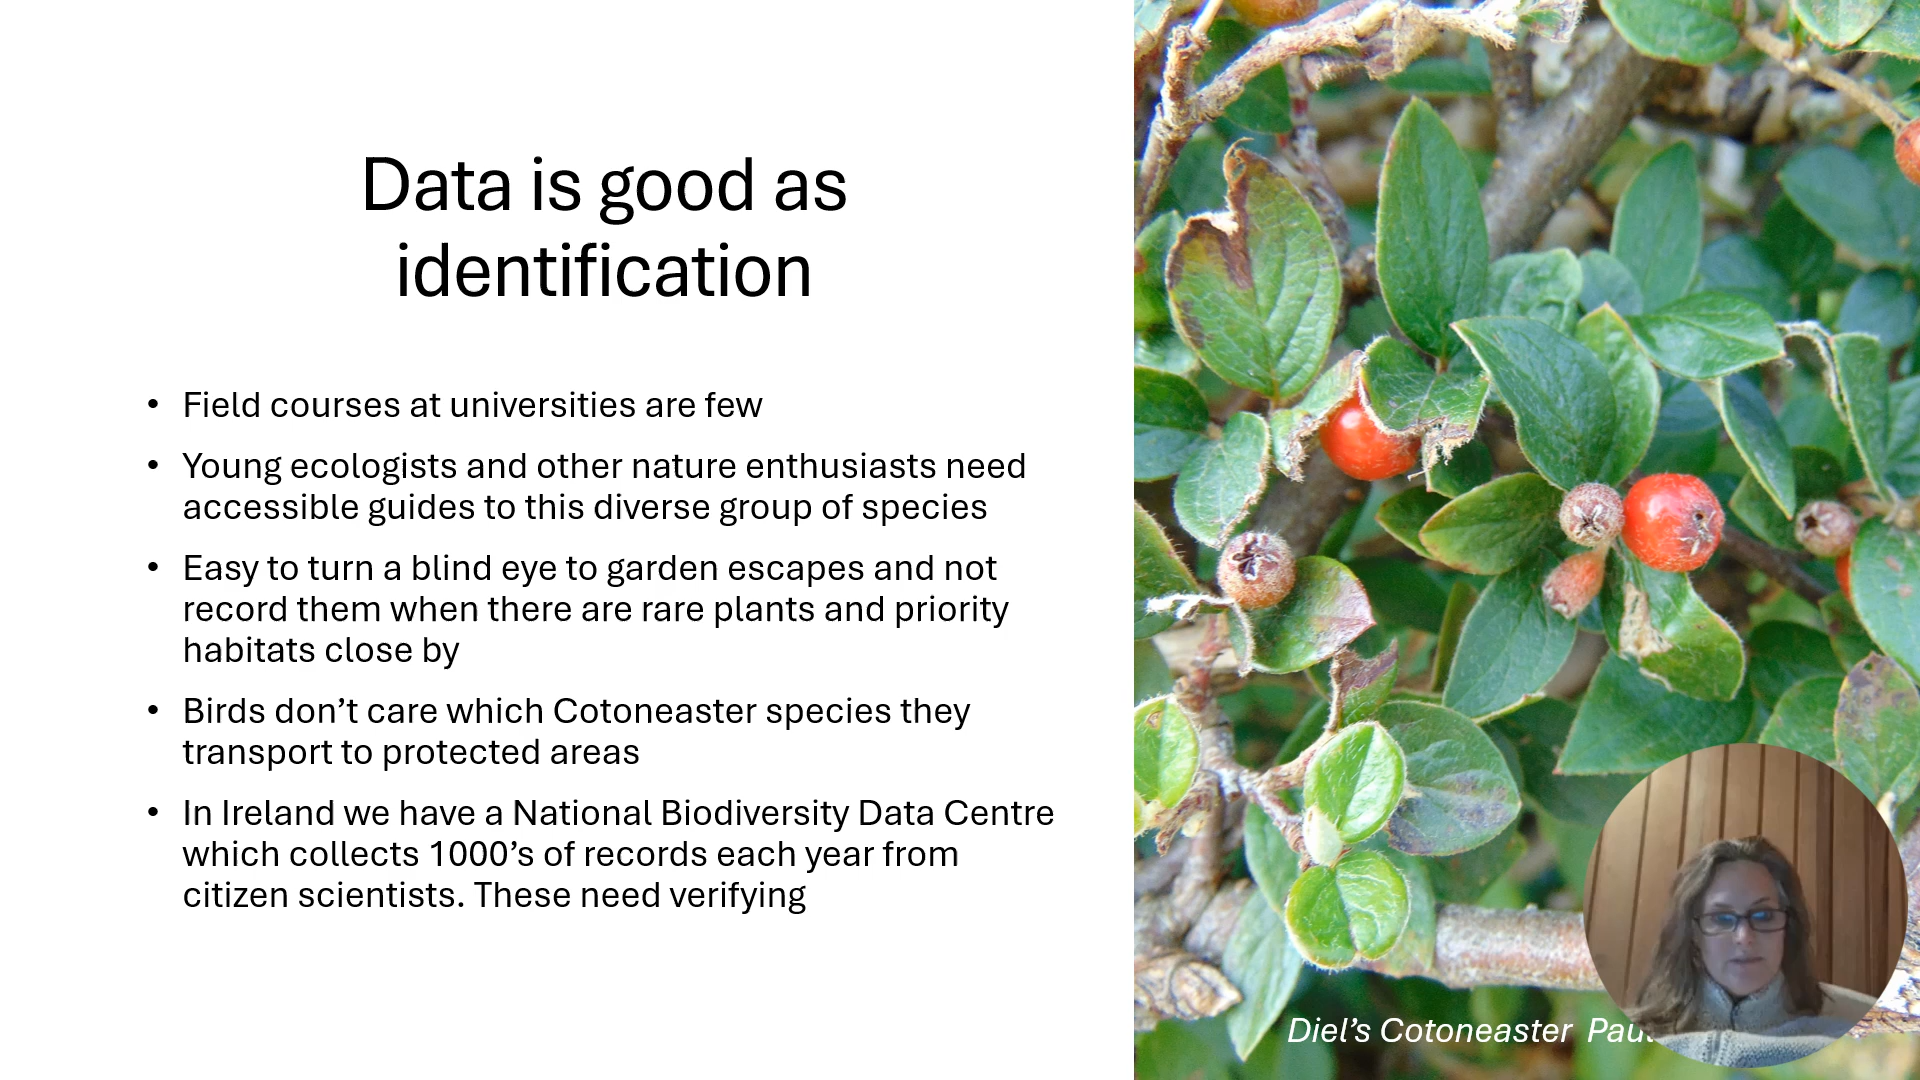 Data is good as
identification
• Field courses at universities are few
• Young ecologists and other nature enthusiasts need
accessible guides to this diverse group of species
• Easy to turn a blind eye to garden escapes and not
record them when there are rare plants and priority
habitats close by
• Birds don’t care which Cotoneaster species they
transport to protected areas
• In Ireland we have a National Biodiversity Data Centre
which collects 1000’s of records each year from
citizen scientists. These need verifying
Diel’s Cotoneaster